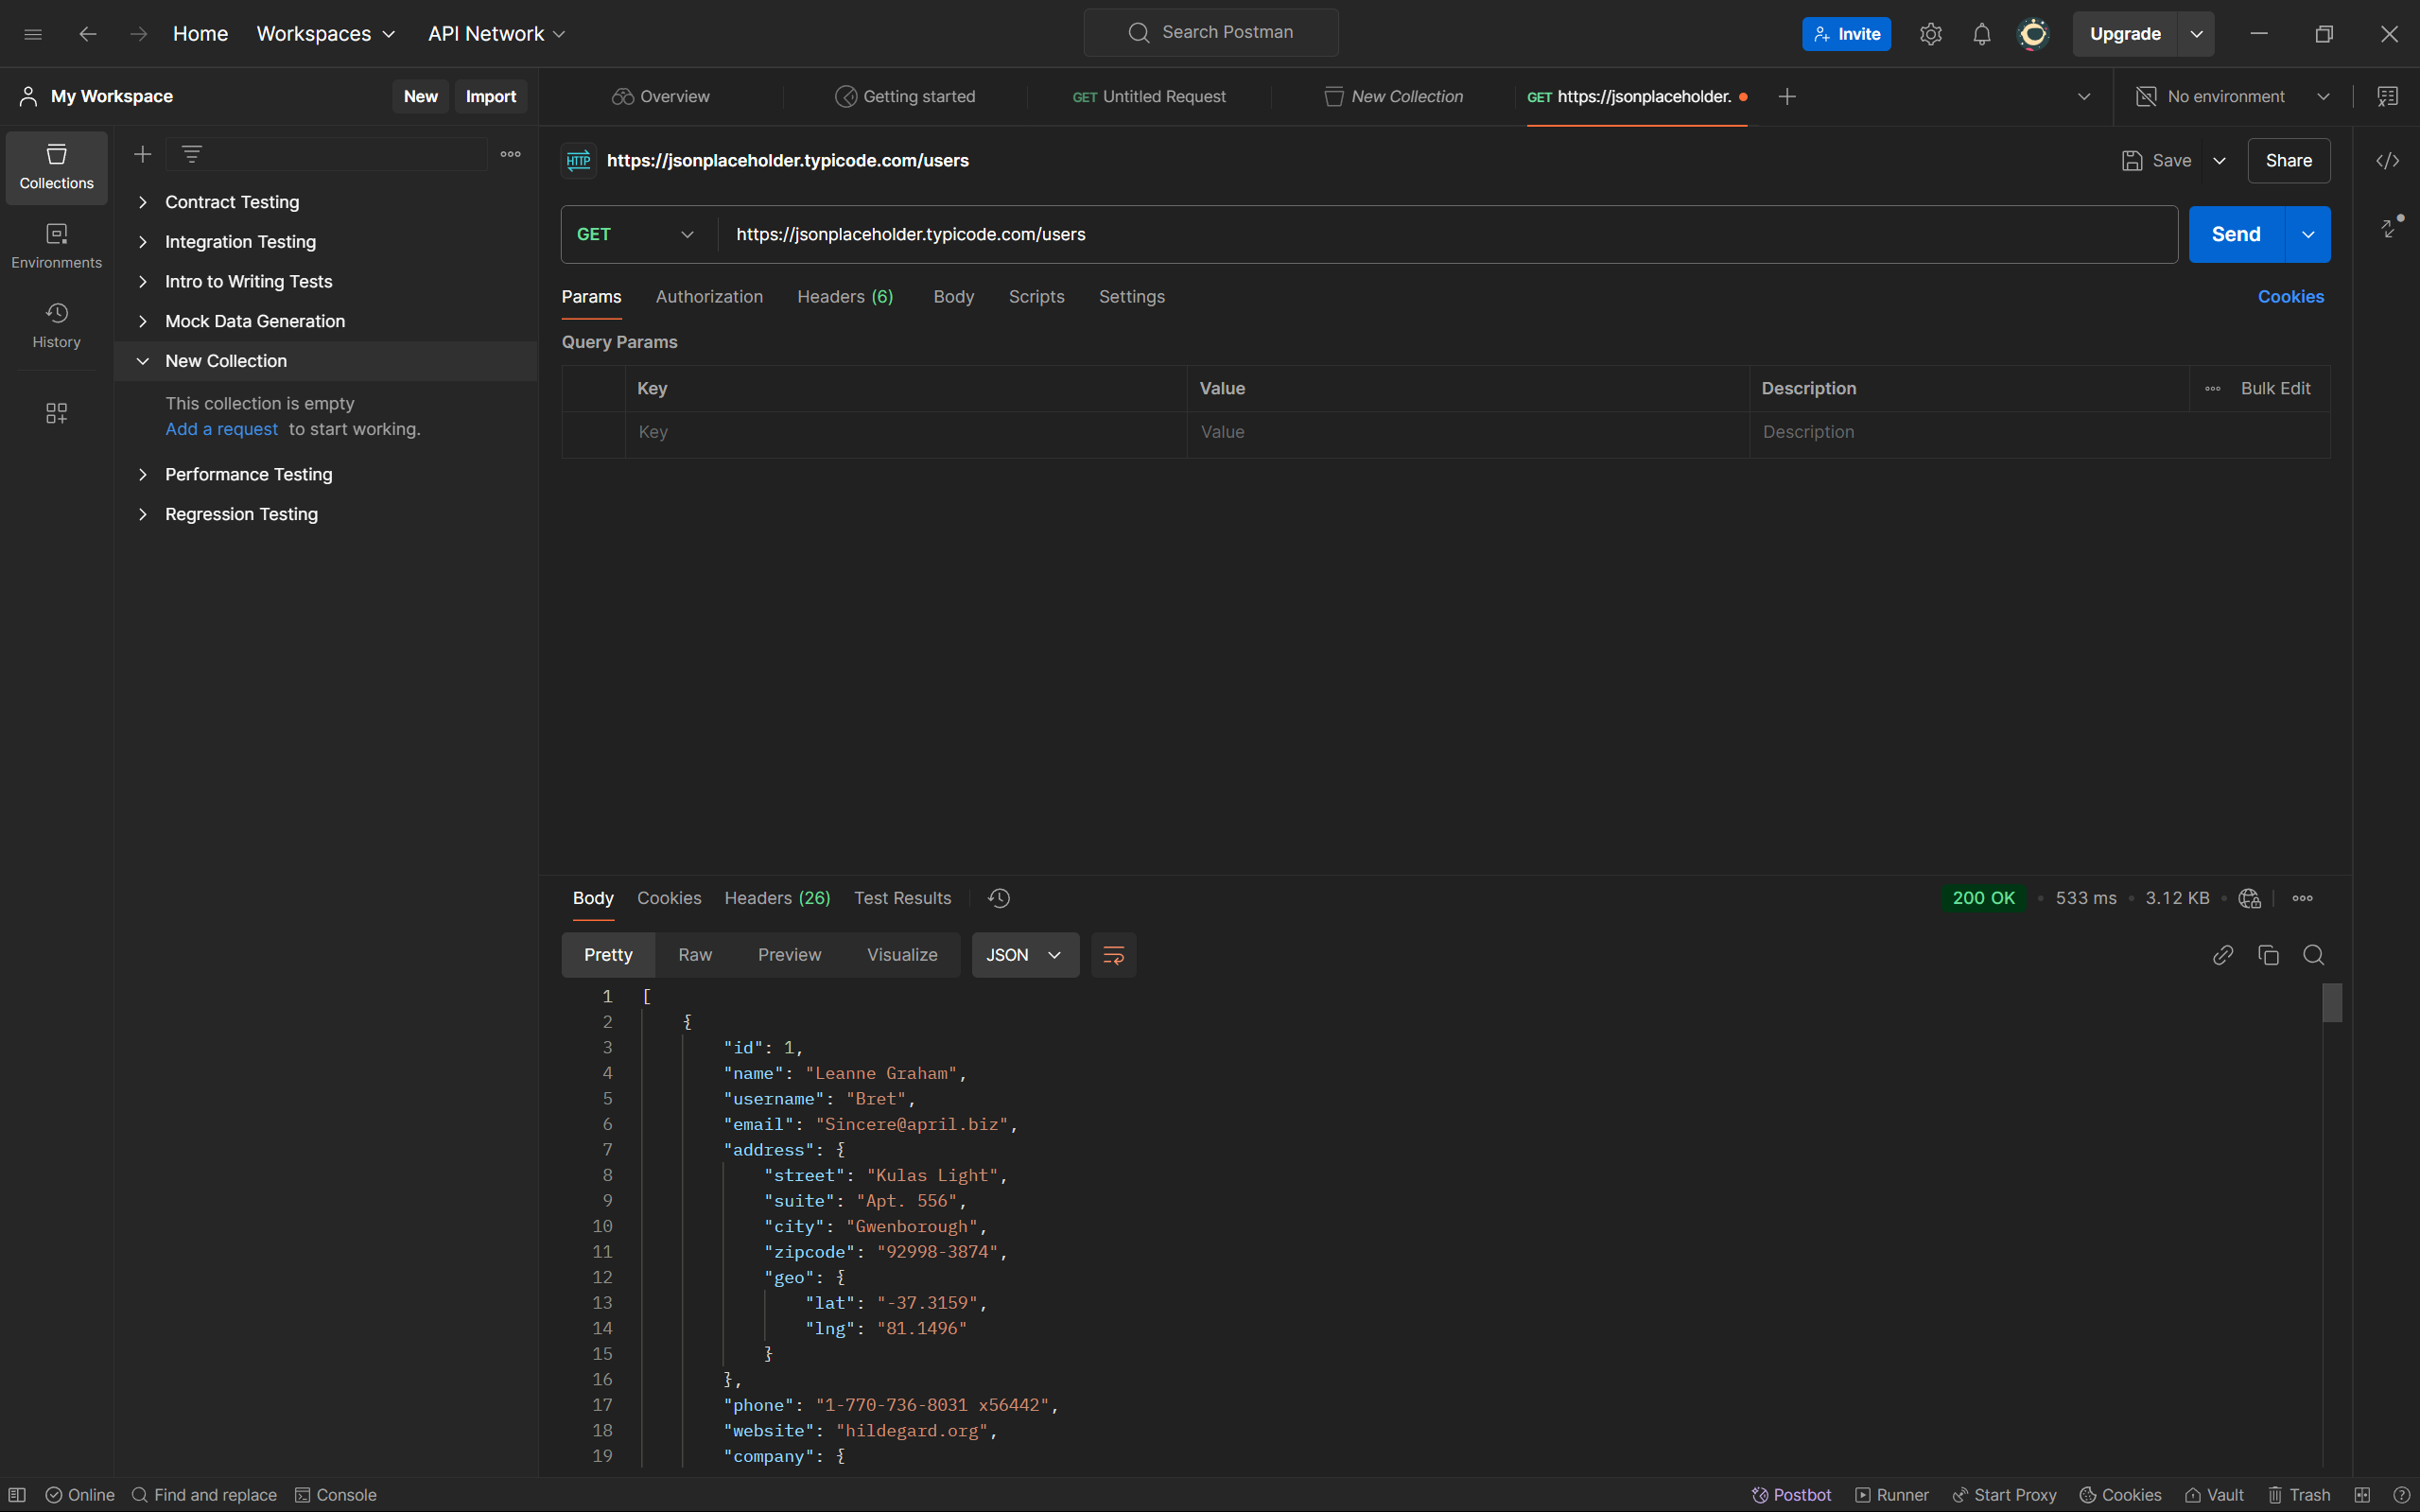 Home Workspaces API Network Search Postman Invite Upgrade
My Workspace New Import Overview Getting started GET Untitled Request New Collection GET https://jsonplaceholder. No environment
Collections
Environments
History
Contract Testing
Integration Testing
Intro to Writing Tests
Mock Data Generation
New Collection
This collection is empty
Add a request to start working.
Performance Testing
Regression Testing
HTTP https://jsonplaceholder.typicode.com/users Save Share
GET https://jsonplaceholder.typicode.com/users Send
Params Authorization Headers (6) Body Scripts Settings Cookies
Query Params
Key Value Description Bulk Edit
Key Value Description
Body Cookies Headers (26) Test Results 200 OK • 533 ms • 3.12 KB •
Pretty Raw Preview Visualize JSON
1 [
2 {
3 "id": 1,
4 "name": "Leanne Graham",
5 "username": "Bret",
6 "email": "Sincere@april.biz",
7 "address": {
8 "street": "Kulas Light",
9 "suite": "Apt. 556",
10 "city": "Gwenborough",
11 "zipcode": "92998-3874",
12 "geo": {
13 "lat": "-37.3159",
14 "lng": "81.1496"
15 }
16 },
17 "phone": "1-770-736-8031 x56442",
18 "website": "hildegard.org",
19 "company": {
Online Find and replace Console Postbot Runner Start Proxy Cookies Vault Trash